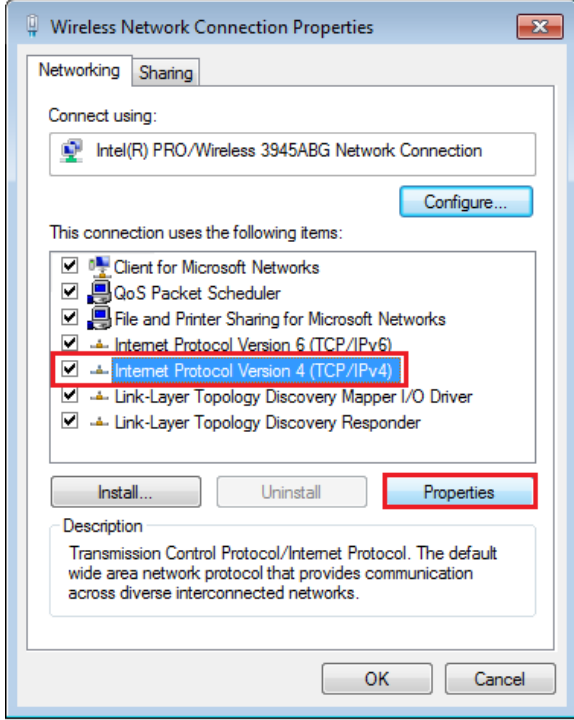 Wireless Network Connection Properties
Networking
Sharing
Connect using:
Intel(R) PRO/Wireless 3945ABG Network Connection
Configure...
This connection uses the following items:
Client for Microsoft Networks
QoS Packet Scheduler
File and Printer Sharing for Microsoft Networks
Internet Protocol Version 6 (TCP/IPv6)
Internet Protocol Version 4 (TCP/IPv4)
Link-Layer Topology Discovery Mapper I/O Driver
Link-Layer Topology Discovery Responder
Install...
Uninstall
Properties
Description
Transmission Control Protocol/Internet Protocol. The default
wide area network protocol that provides communication
across diverse interconnected networks.
OK
Cancel